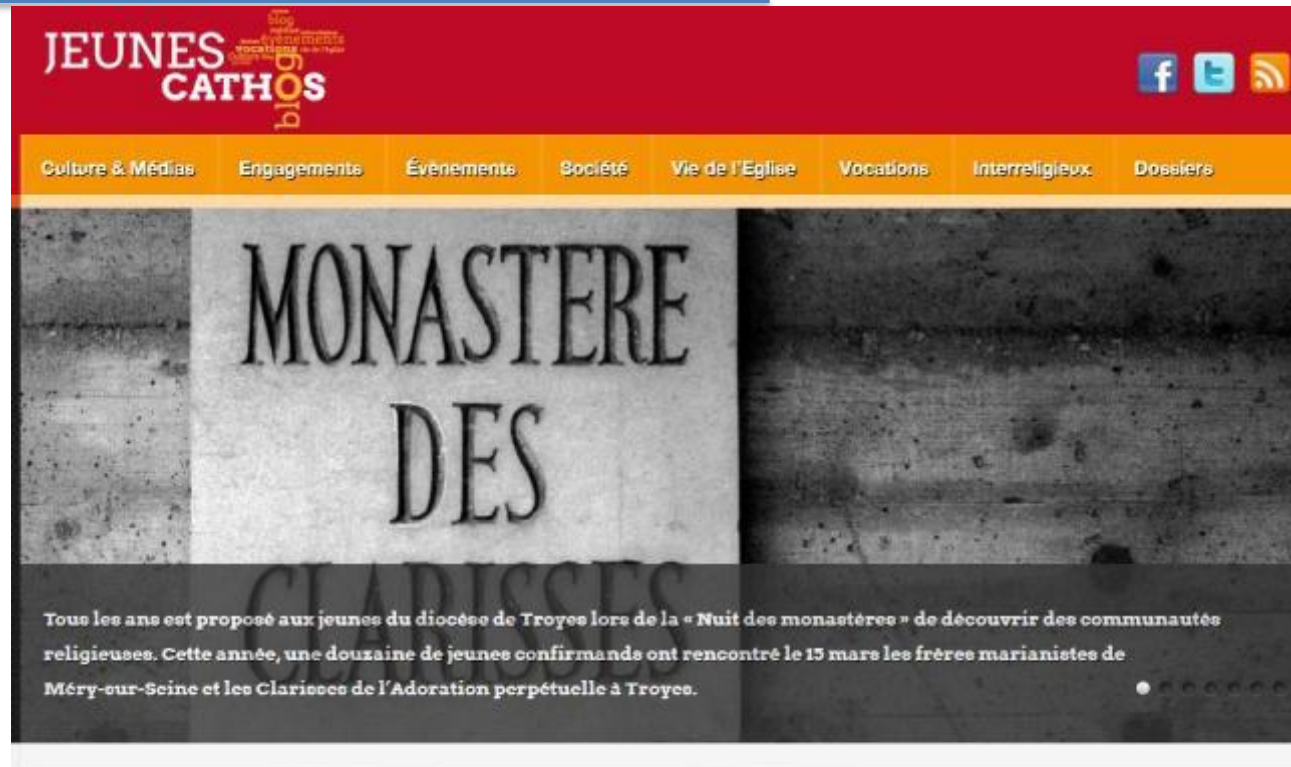 JEUNES
CATHOS
blog
blog
évènements
vocations
Culture & Médias Engagements Évènements Société Vie de l'Eglise Vocations Interreligieux Dossiers
MONASTERE
DES
CLARISSES
Tous les ans est proposé aux jeunes du diocèse de Troyes lors de la « Nuit des monastères » de découvrir des communautés
religieuses. Cette année, une douzaine de jeunes confirmands ont rencontré le 15 mars les frères marianistes de
Méry-sur-Seine et les Clarisses de l'Adoration perpétuelle à Troyes.